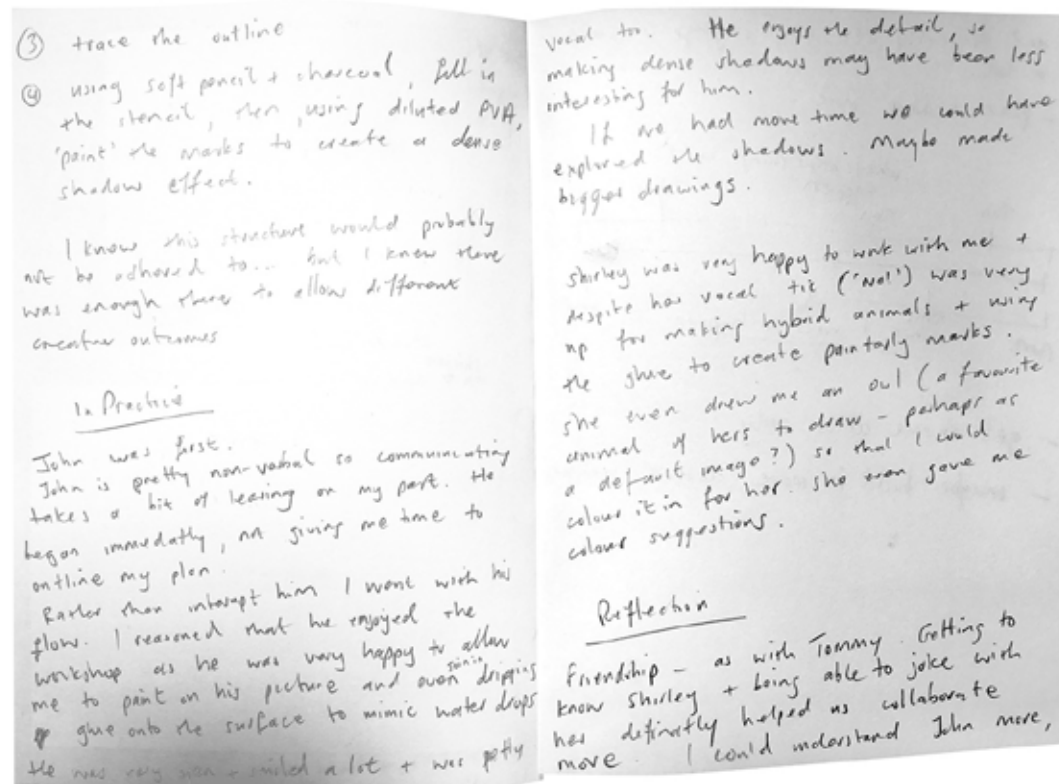 ③ trace the outline
④ using soft pencil + charcoal, fill in
the stencil, then, using diluted PVA,
'paint' the marks to create a dense
shadow effect.
I know this structure would probably
not be adhered to... but I knew there
was enough there to allow different
creative outcomes
In Practice
John was first.
John is pretty non-verbal so communicating
takes a bit of learing on my part. He
began immedatly, not giving me time to
outline my plan.
Rather than interupt him I went with his
flow. I reasoned that he enjoyed the
workshop as he was very happy to allow
me to paint on his picture and even dripping
glue onto the surface to mimic water drops
He was very + smiled a lot + was
vocal too. He enjoys the detail, so
making dense shadows may have been less
interesting for him.
If we had more time we could have
explored the shadows. Maybe made
bigger drawings.
Shirley was very happy to work with me +
despite her vocal tic ('No!') was very
up for making hybrid animals + using
the glue to create painterly marks.
She even drew me an owl (a favourite
animal of hers to draw - perhaps as
a default image?) so that I could
colour it in for her. She even gave me
colour suggestions.
Reflection
Friendship - as with Tommy. Getting to
know Shirley + being able to joke with
her definetly helped us collaborate
more. I could understand John more,